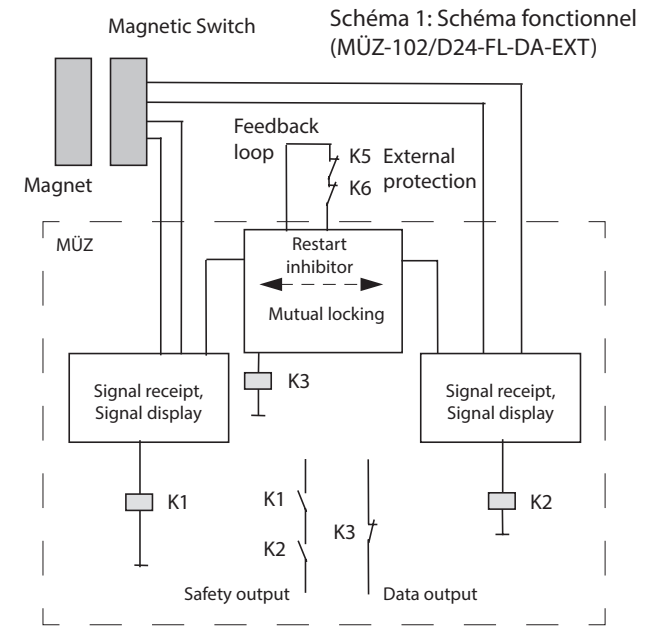 Schéma 1: Schéma fonctionnel
(MÜZ-102/D24-FL-DA-EXT)
Magnetic Switch
Feedback
loop
K5
External
K6
protection
Magnet
MÜZ
Restart
inhibitor
Mutual locking
K3
Signal receipt,
Signal display
Signal receipt,
Signal display
K1
K1
K2
K3
K2
Safety output
Data output